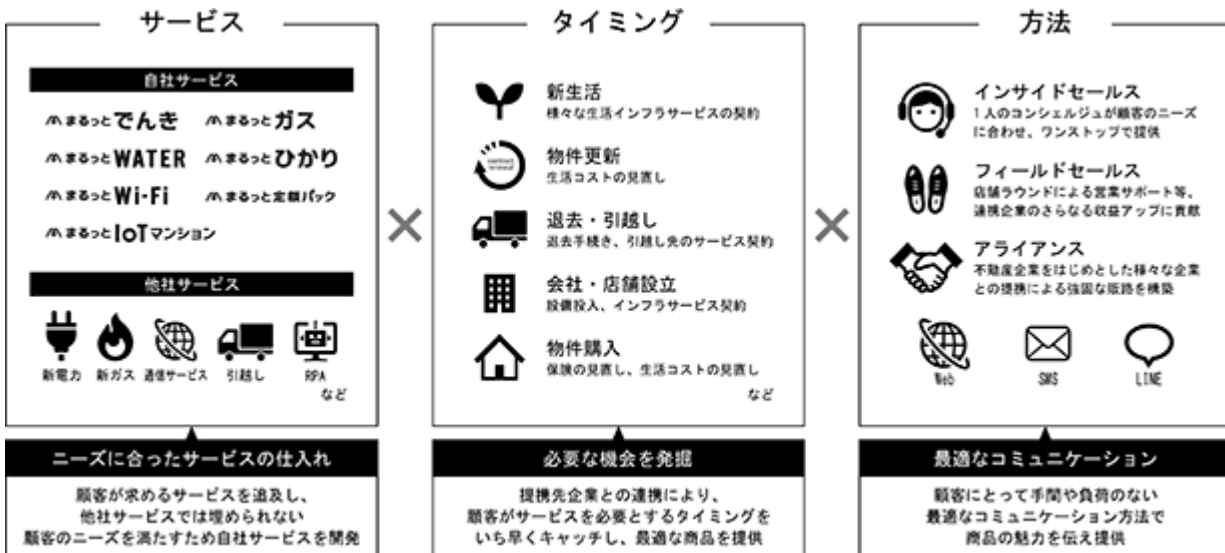 サービス
自社サービス
まるっとでんき
まるっとガス
まるっとWATER
まるっとひかり
まるっとWi-Fi
まるっと定額パック
まるっとIoTマンション
他社サービス
新電力
新ガス
通信サービス
引越し
RPA
など
ニーズに合ったサービスの仕入れ
顧客が求めるサービスを追及し、
他社サービスでは埋められない
顧客のニーズを満たすため自社サービスを開発
×
タイミング
新生活
様々な生活インフラサービスの契約
物件更新
生活コストの見直し
退去・引越し
退去手続き、引越し先のサービス契約
会社・店舗設立
設備投入、インフラサービス契約
物件購入
保険の見直し、生活コストの見直し
など
必要な機会を発掘
提携先企業との連携により、
顧客がサービスを必要とするタイミングを
いち早くキャッチし、最適な商品を提供
×
方法
インサイドセールス
1人のコンシェルジュが顧客のニーズ
に合わせ、ワンストップで提供
フィールドセールス
店舗ラウンドによる営業サポート等、
連携企業のさらなる収益アップに貢献
アライアンス
不動産企業をはじめとした様々な企業
との提携による強固な販路を構築
Web
SMS
LINE
最適なコミュニケーション
顧客にとって手間や負荷のない
最適なコミュニケーション方法で
商品の魅力を伝え提供